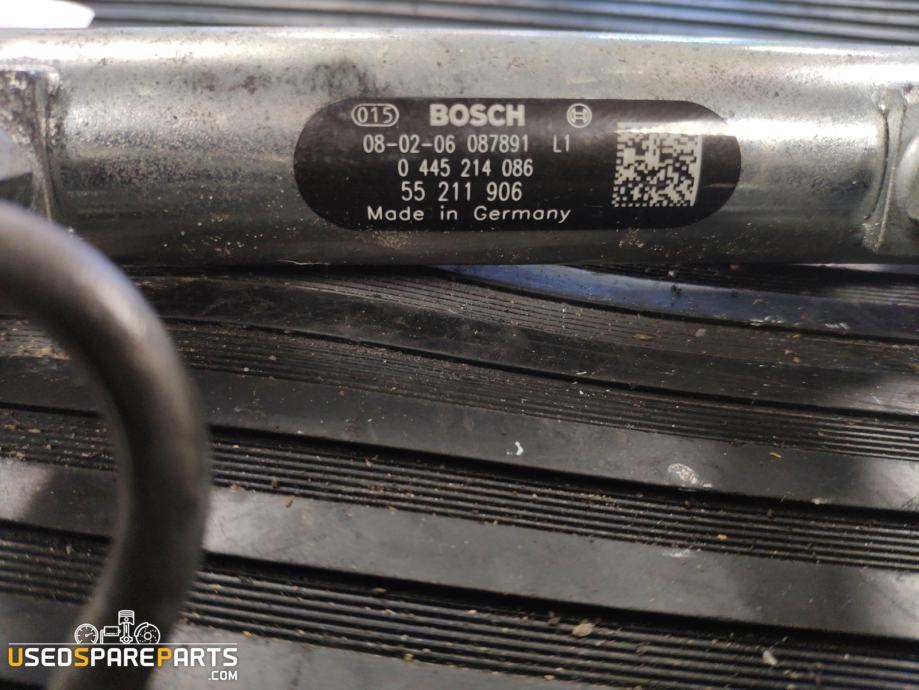 015 BOSCH
08-02-06 087891 L1
0 445 214 086
55 211 906
Made in Germany
USEDSPAREPARTS
.COM